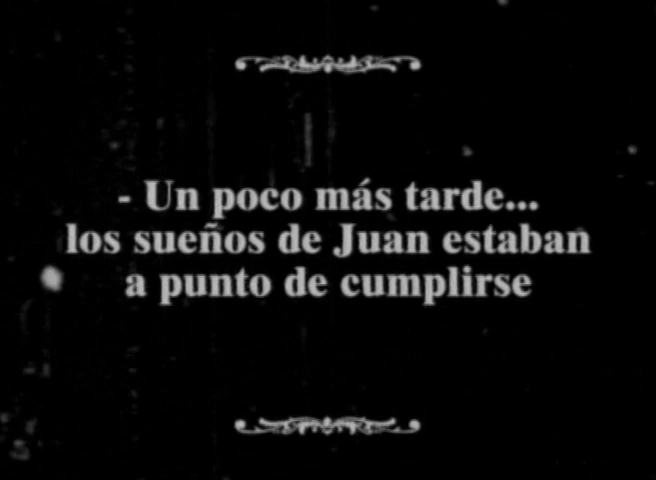 - Un poco más tarde...
los sueños de Juan estaban
a punto de cumplirse